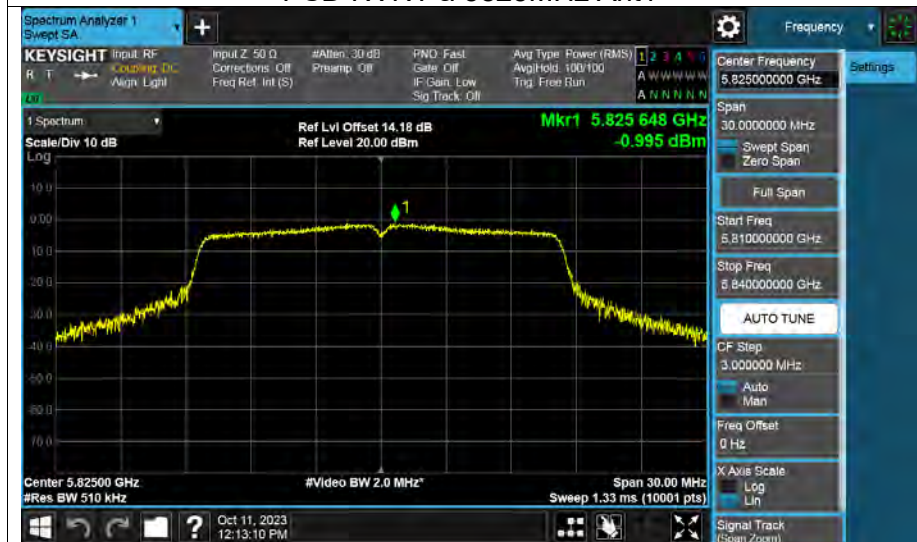 Spectrum Analyzer 1
Swept SA
+
Frequency
KEYSIGHT Input: RF
Coupling: DC
Align: Light
R T
Input Z: 50 Ω
Corrections: Off
Freq Ref: Int (S)
#Atten: 30 dB
Preamp: Off
PNO: Fast
Gate: Off
IF Gain: Low
Sig Track: Off
Avg Type: Power (RMS)
Avg|Hold: 100/100
Trig: Free Run
1 2 3 4 5 6
A W W W W W
A N N N N N
1 Spectrum
Scale/Div 10 dB
Ref Lvl Offset 14.18 dB
Ref Level 20.00 dBm
Mkr1 5.825 648 GHz
-0.995 dBm
Log
10.0
0.00
-10.0
-20.0
-30.0
-40.0
-50.0
-60.0
-70.0
1
Center 5.82500 GHz
#Res BW 510 kHz
#Video BW 2.0 MHz*
Span 30.00 MHz
Sweep 1.33 ms (10001 pts)
?
Oct 11, 2023
12:13:10 PM
Center Frequency
5.825000000 GHz
Settings
Span
30.0000000 MHz
Swept Span
Zero Span
Full Span
Start Freq
5.810000000 GHz
Stop Freq
5.840000000 GHz
AUTO TUNE
CF Step
3.000000 MHz
Auto
Man
Freq Offset
0 Hz
X Axis Scale
Log
Lin
Signal Track
(Span Zoom)